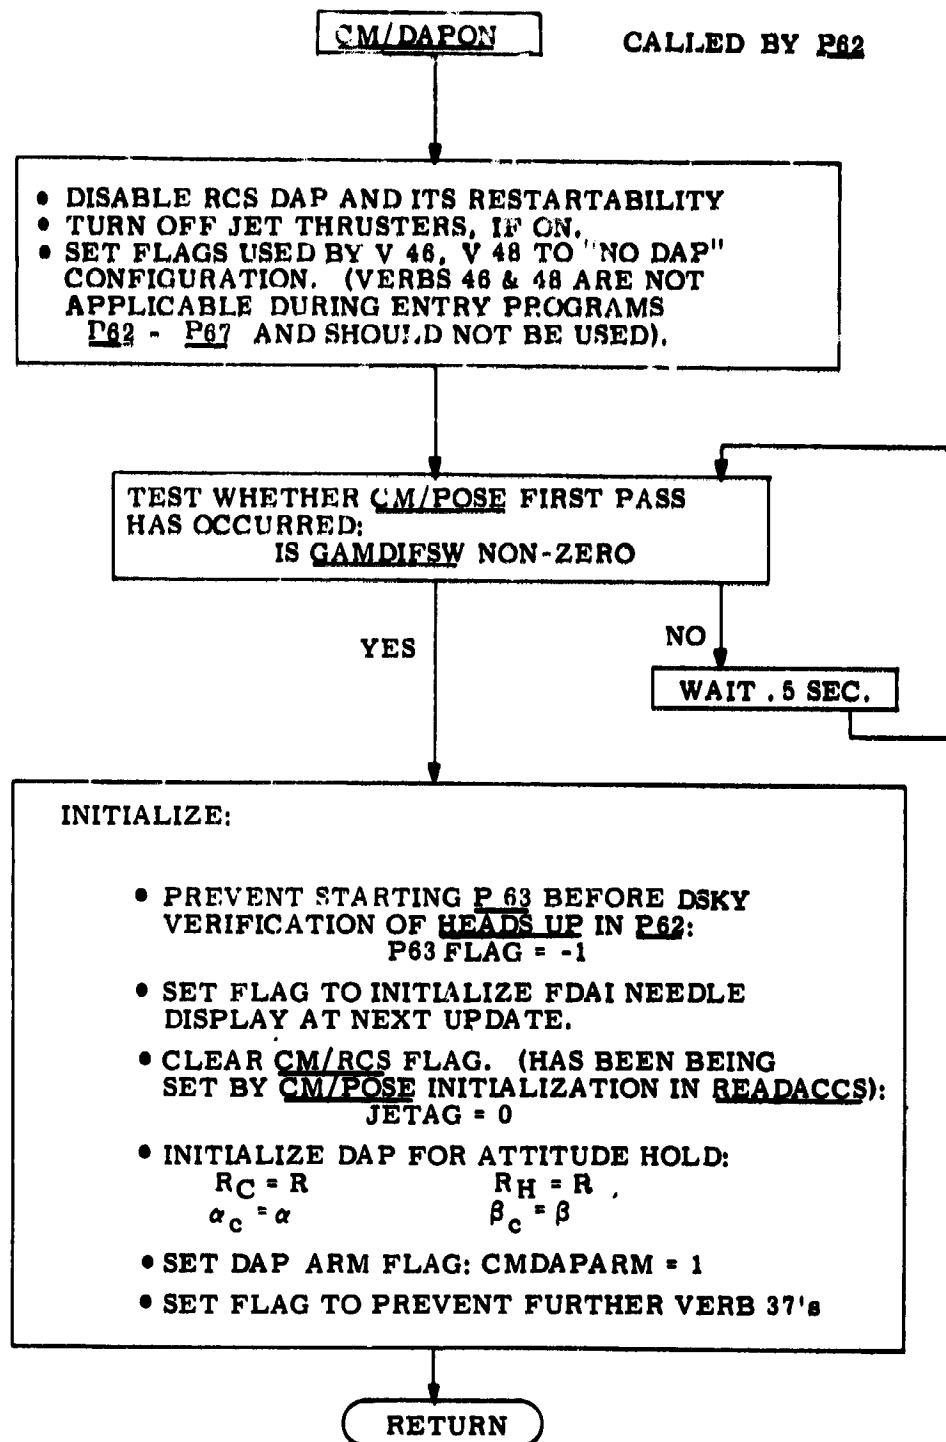 CM/DAPON
CALLED BY P62
• DISABLE RCS DAP AND ITS RESTARTABILITY
• TURN OFF JET THRUSTERS, IF ON.
• SET FLAGS USED BY V 46, V 48 TO "NO DAP"
CONFIGURATION. (VERBS 46 & 48 ARE NOT
APPLICABLE DURING ENTRY PROGRAMS
P62 - P67 AND SHOULD NOT BE USED).
TEST WHETHER CM/POSE FIRST PASS
HAS OCCURRED:
IS GAMDIFSW NON-ZERO
YES
NO
WAIT .5 SEC.
INITIALIZE:
• PREVENT STARTING P 63 BEFORE DSKY
VERIFICATION OF HEADS UP IN P62:
P63 FLAG = -1
• SET FLAG TO INITIALIZE FDAI NEEDLE
DISPLAY AT NEXT UPDATE.
• CLEAR CM/RCS FLAG. (HAS BEEN BEING
SET BY CM/POSE INITIALIZATION IN READACCS):
JETAG = 0
• INITIALIZE DAP FOR ATTITUDE HOLD:
R_C = R R_H = R
α_c = α β_c = β
• SET DAP ARM FLAG: CMDAPARM = 1
• SET FLAG TO PREVENT FURTHER VERB 37's
RETURN